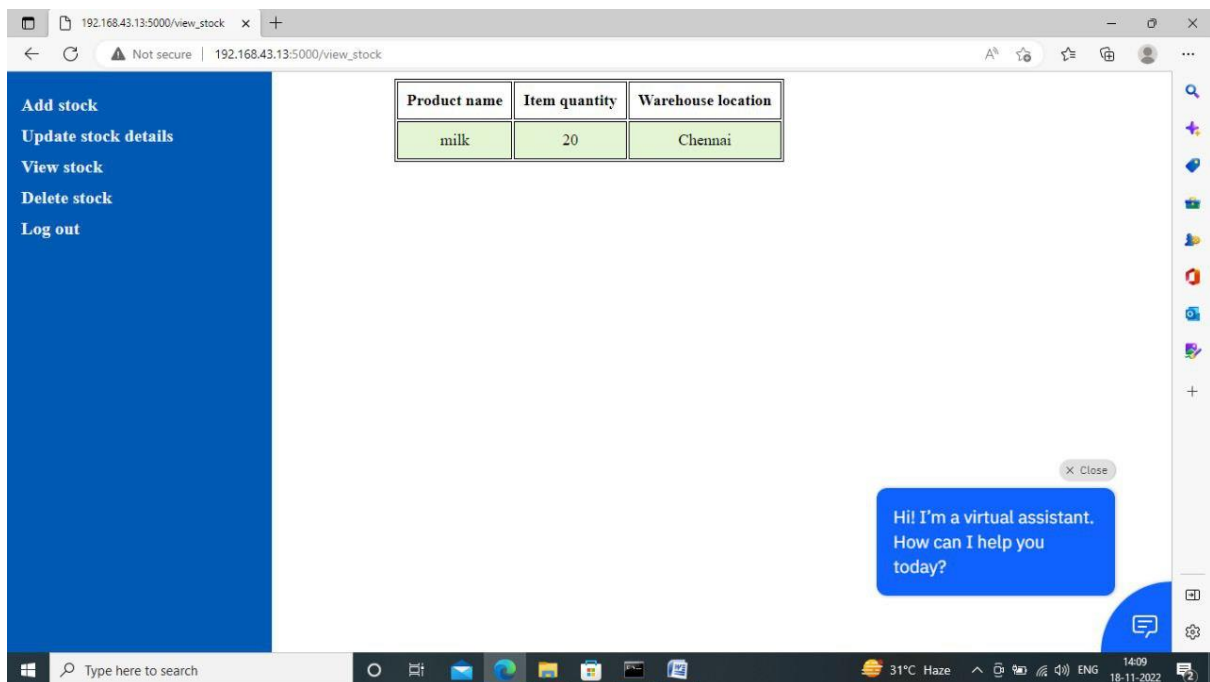 192.168.43.13:5000/view_stock
Not secure | 192.168.43.13:5000/view_stock
Add stock
Update stock details
View stock
Delete stock
Log out
Product name Item quantity Warehouse location
milk 20 Chennai
Close
Hi! I'm a virtual assistant.
How can I help you
today?
Type here to search
31°C Haze
ENG
14:09
18-11-2022
2